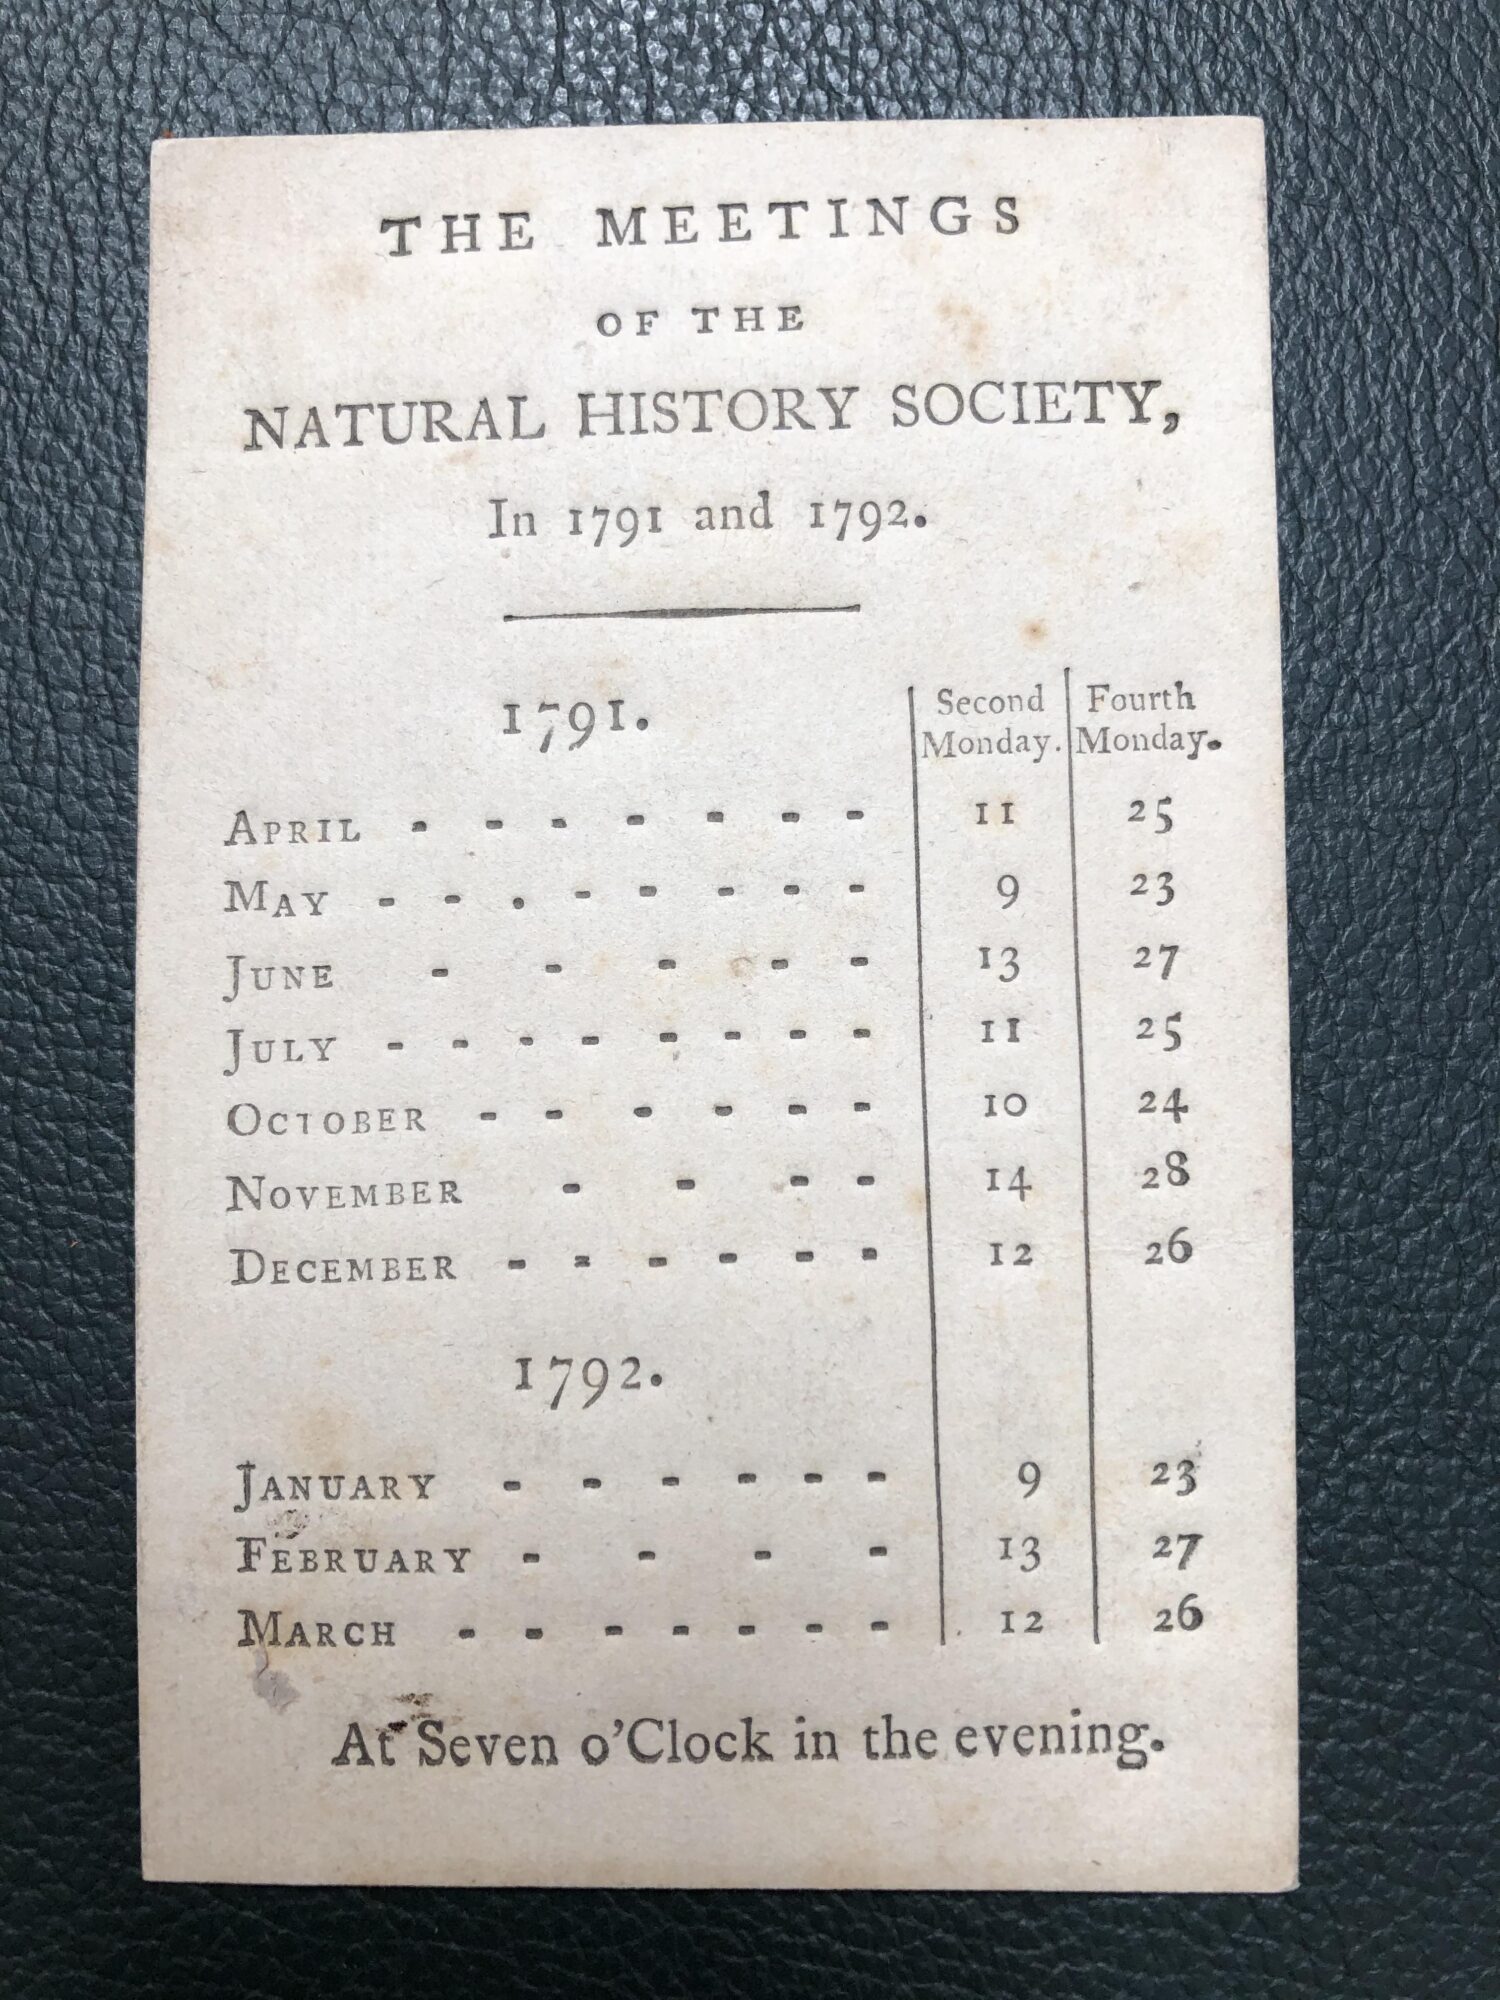 THE MEETINGS
OF THE
NATURAL HISTORY SOCIETY,
In 1791 and 1792.
1791. Second Monday. Fourth Monday.
APRIL - - - - - - - 11 25
MAY - - . - - - - - 9 23
JUNE - - - - - 13 27
JULY - - - - - - - - 11 25
OCTOBER - - - - - - 10 24
NOVEMBER - - - - 14 28
DECEMBER - - - - - - 12 26
1792.
JANUARY - - - - - - 9 23
FEBRUARY - - - - 13 27
MARCH - - - - - - - 12 26
At Seven o'Clock in the evening.